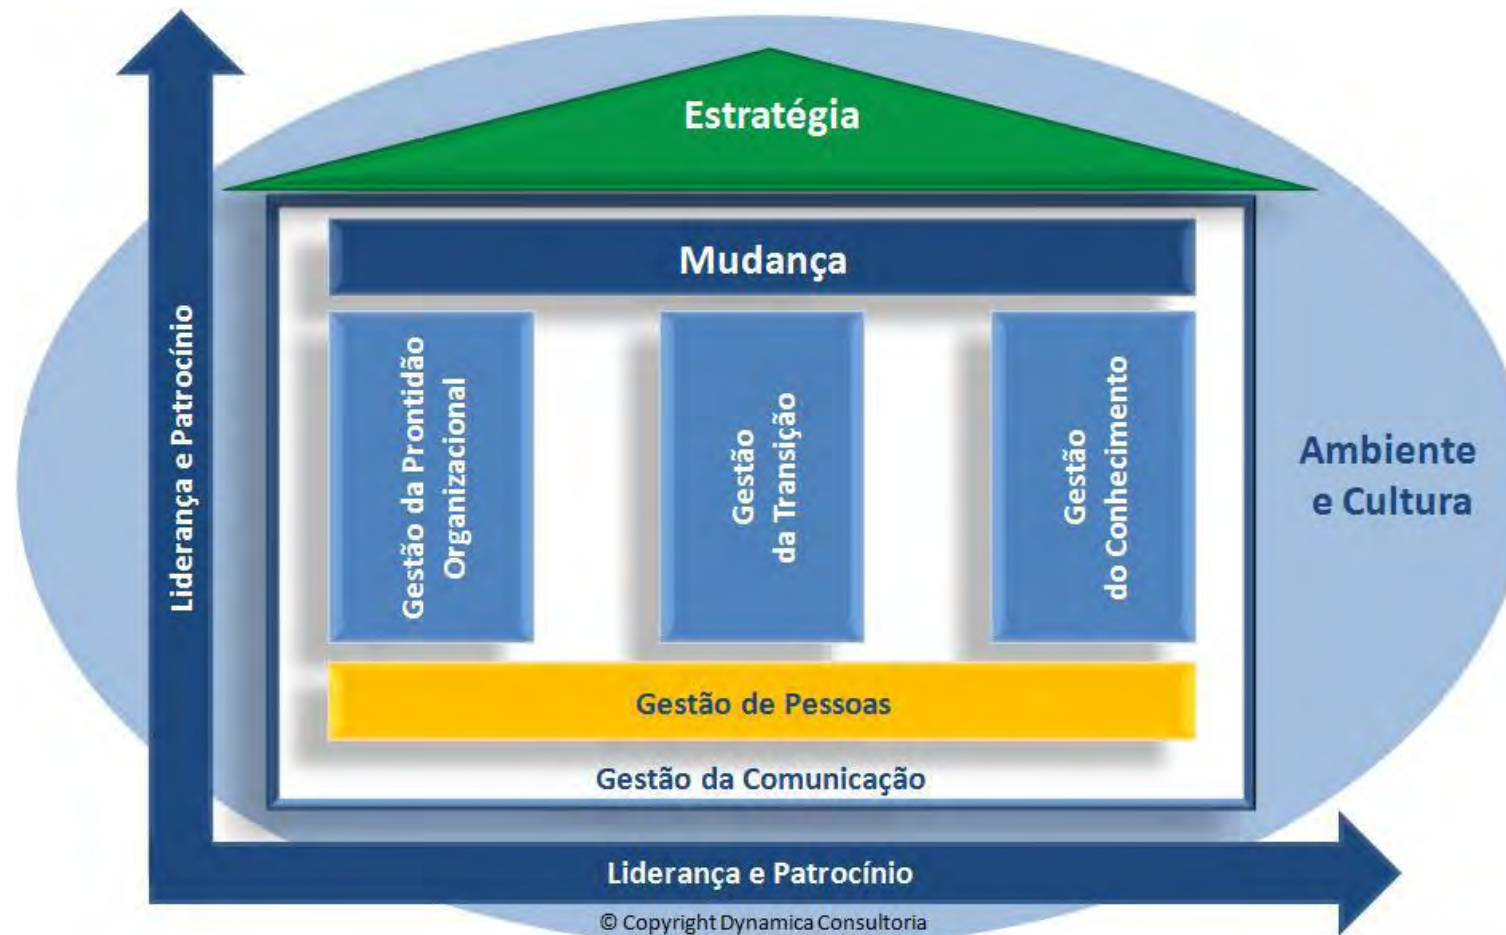 Estratégia
Mudança
Liderança e Patrocínio
Gestão da Prontidão
Organizacional
Gestão
da Transição
Gestão
do Conhecimento
Ambiente
e Cultura
Gestão de Pessoas
Gestão da Comunicação
Liderança e Patrocínio
© Copyright Dynamica Consultoria